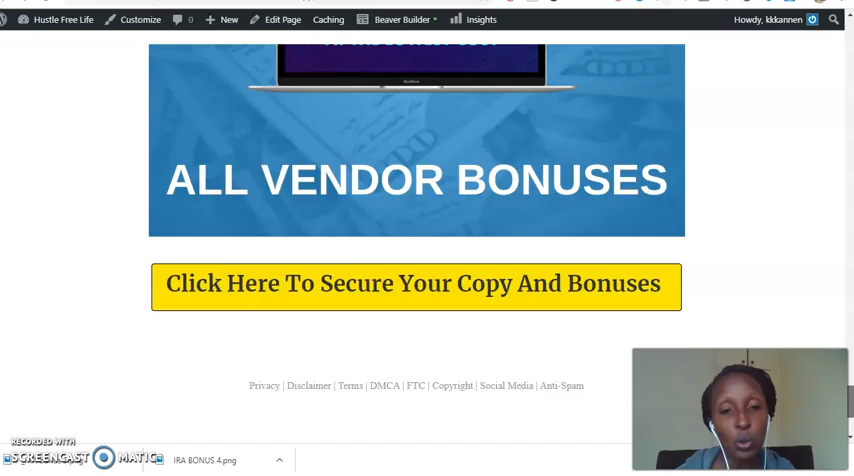 Hustle Free Life Customize 0 New Edit Page Caching Beaver Builder Insights Howdy, kkkannen
MacBook
ALL VENDOR BONUSES
Click Here To Secure Your Copy And Bonuses
Privacy | Disclaimer | Terms | DMCA | FTC | Copyright | Social Media | Anti-Spam
RECORDED WITH
SCREENCAST MATIC
IRA BONUS 4.png